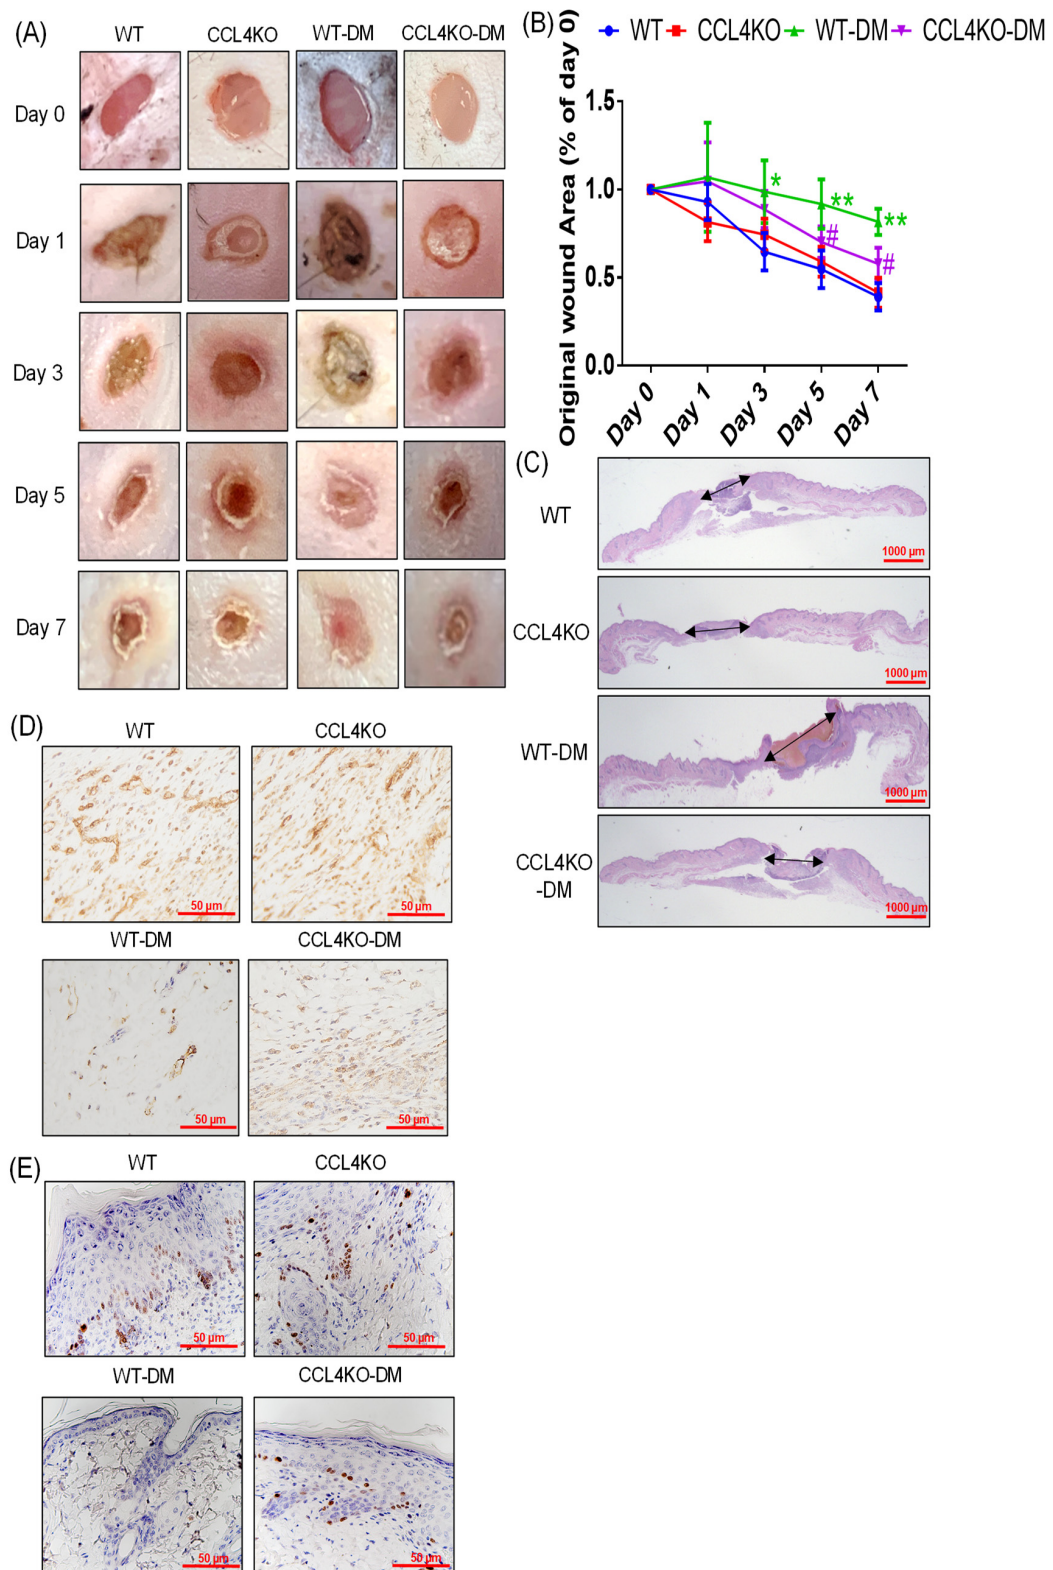 (A)
WT CCL4KO WT-DM CCL4KO-DM
Day 0
Day 1
Day 3
Day 5
Day 7
(B)
WT CCL4KO WT-DM CCL4KO-DM
Original wound Area (% of day 0)
1.5
1.0
0.5
0.0
* ** **
# #
Day 0 Day 1 Day 3 Day 5 Day 7
(C)
WT
1000 µm
CCL4KO
1000 µm
WT-DM
1000 µm
CCL4KO
-DM
1000 µm
(D)
WT CCL4KO
50 µm 50 µm
WT-DM CCL4KO-DM
50 µm 50 µm
(E)
WT CCL4KO
50 µm 50 µm
WT-DM CCL4KO-DM
50 µm 50 µm